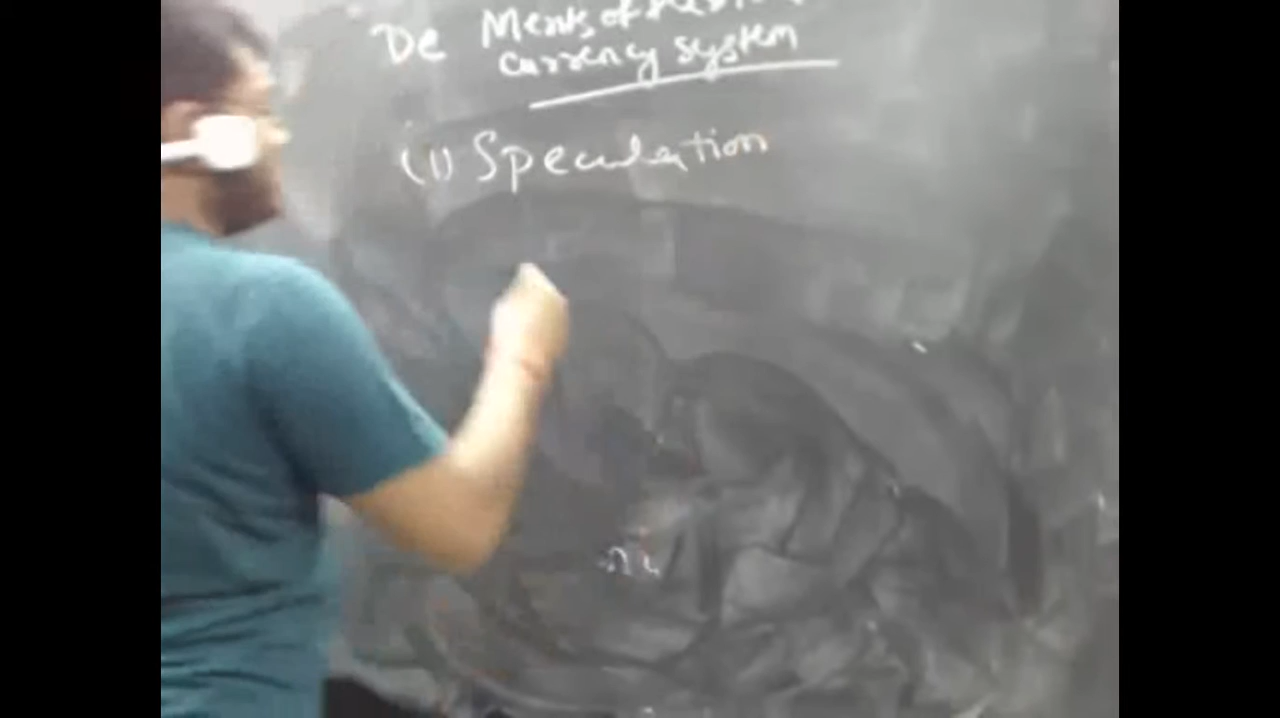 De Merits of
currency system
(1) Speculation